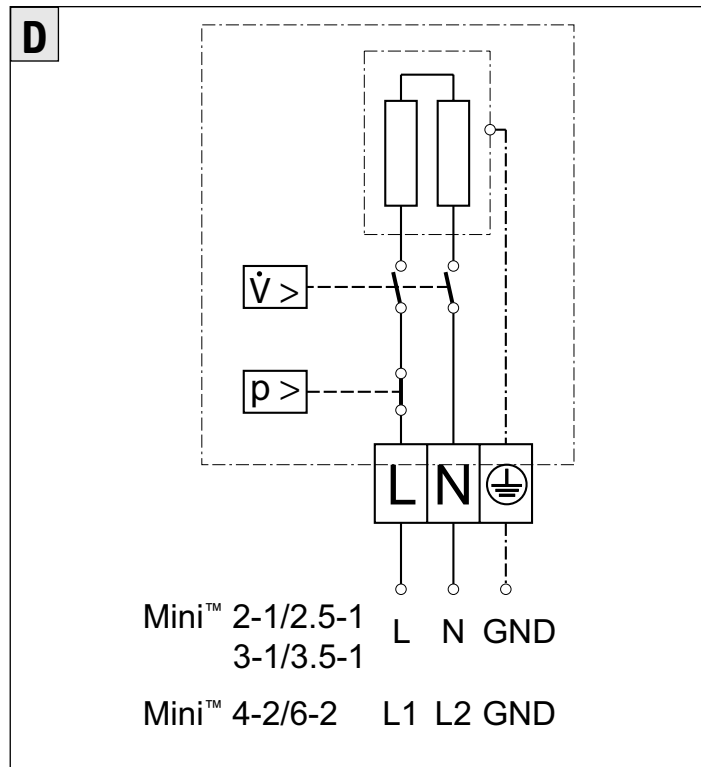 D
V̇ >
p >
L N
Mini™ 2-1/2.5-1 L N GND
3-1/3.5-1
Mini™ 4-2/6-2 L1 L2 GND